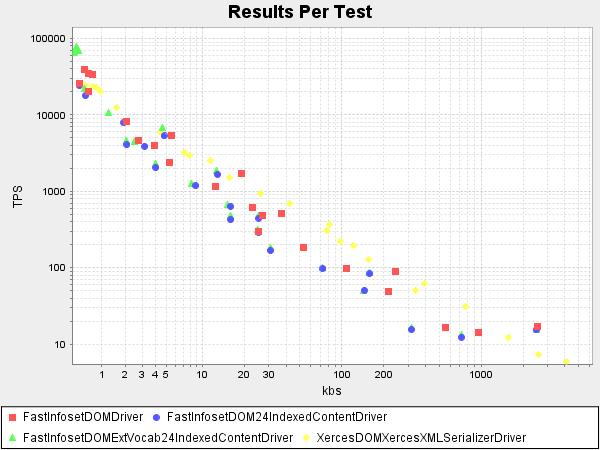 Results Per Test
100000
10000
1000
100
10
TPS
1 2 3 4 5 10 20 30 100 200 1000
kbs
FastInfosetDOMDriver FastInfosetDOM24IndexedContentDriver
FastInfosetDOMExtVocab24IndexedContentDriver XercesDOMXercesXMLSerializerDriver